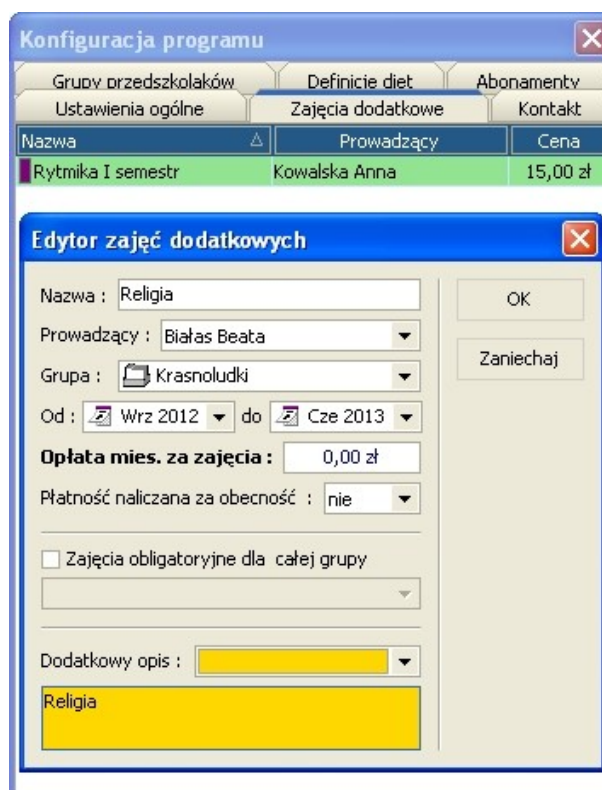 Konfiguracja programu
Grupy przedszkolaków Definicje diet Abonamenty
Ustawienia ogólne Zajęcia dodatkowe Kontakt
Nazwa Prowadzący Cena
Rytmika I semestr Kowalska Anna 15,00 zł
Edytor zajęć dodatkowych
Nazwa : Religia
OK
Prowadzący : Białas Beata
Zaniechaj
Grupa : Krasnoludki
Od : Wrz 2012 do Cze 2013
Opłata mies. za zajęcia : 0,00 zł
Płatność naliczana za obecność : nie
Zajęcia obligatoryjne dla całej grupy
Dodatkowy opis :
Religia